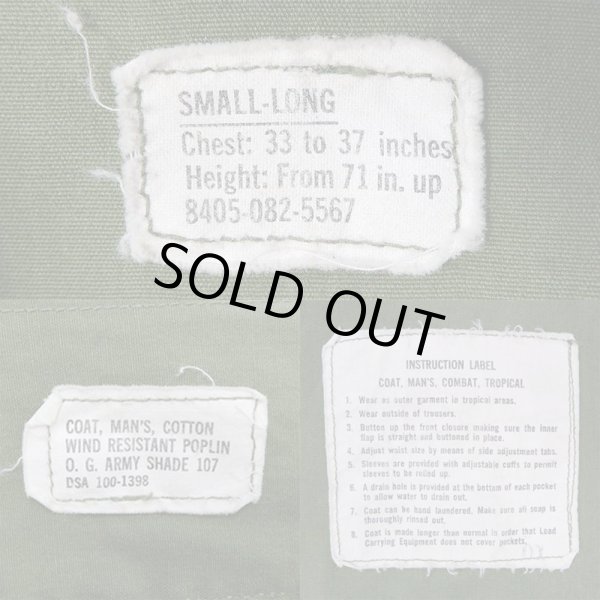 SMALL-LONG
Chest: 33 to 37 inches
Height: From 71 in. up
8405-082-5567
SOLD OUT
COAT, MAN'S, COTTON
WIND RESISTANT POPLIN
O. G. ARMY SHADE 107
DSA 100-1398
INSTRUCTION LABEL
COAT, MAN'S, COMBAT, TROPICAL
1. Wear as outer garment in tropical areas.
2. Wear outside of trousers.
3. Button up the front closure making sure the inner
flap is straight and buttoned in place.
4. Adjust waist size by means of side adjustment tabs.
5. Sleeves are provided with adjustable cuffs to permit
sleeves to be rolled up.
6. A drain hole is provided at the bottom of each pocket
to allow water to drain out.
7. Coat can be hand laundered. Make sure all soap is
thoroughly rinsed out.
8. Coat is made longer than normal in order that Load
Carrying Equipment does not cover pockets.